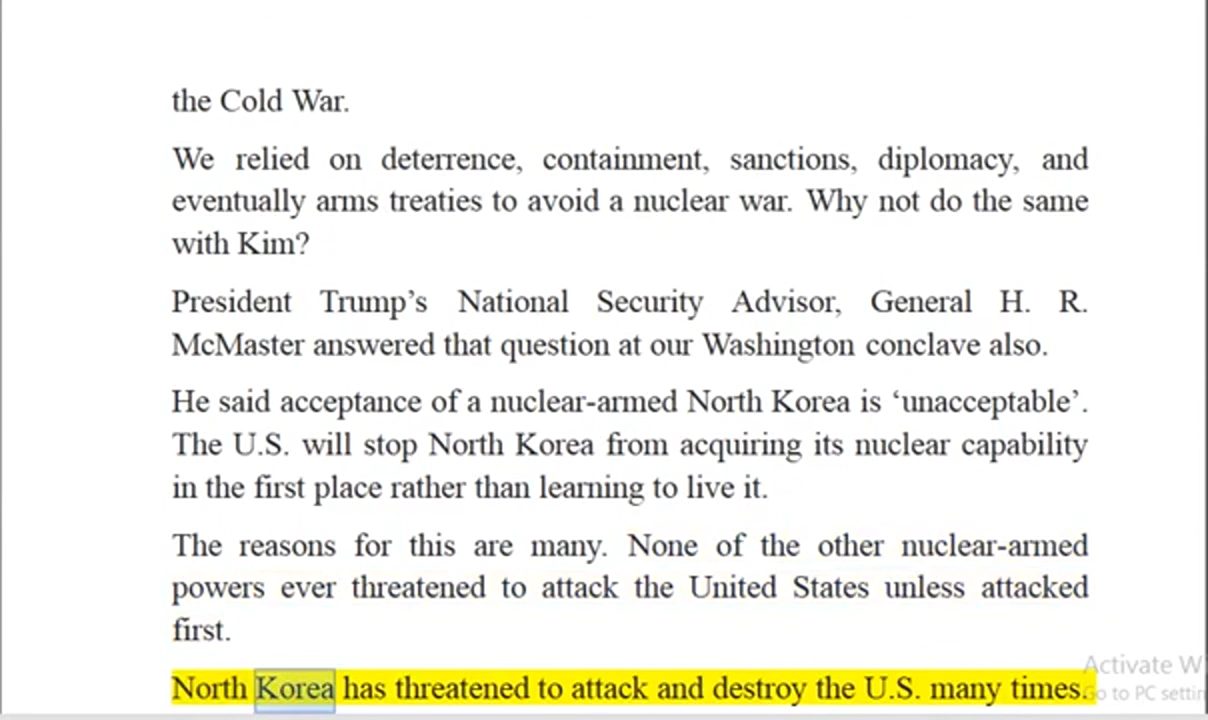 the Cold War.
We relied on deterrence, containment, sanctions, diplomacy, and
eventually arms treaties to avoid a nuclear war. Why not do the same
with Kim?
President Trump’s National Security Advisor, General H. R.
McMaster answered that question at our Washington conclave also.
He said acceptance of a nuclear-armed North Korea is ‘unacceptable’.
The U.S. will stop North Korea from acquiring its nuclear capability
in the first place rather than learning to live it.
The reasons for this are many. None of the other nuclear-armed
powers ever threatened to attack the United States unless attacked
first.
North Korea has threatened to attack and destroy the U.S. many times.
Activate W
Go to PC settin